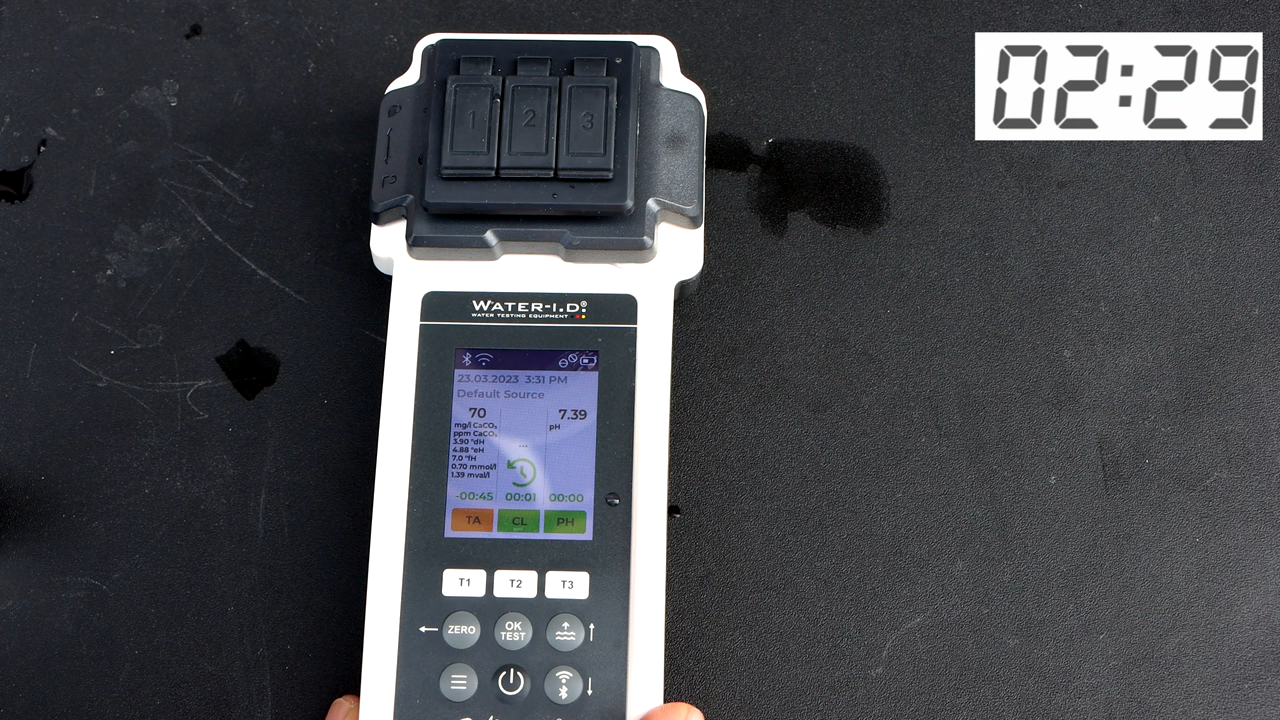 02:29
1 2 3
WATER-I.D.®
WATER TESTING EQUIPMENT
23.03.2023 3:31 PM
Default Source
70
7.39
mg/l CaCO₃
pH
ppm CaCO₃
3.90 °dH
4.88 °eH
7.0 °fH
0.70 mmol/l
1.39 mval/l
...
-00:45 00:01 00:00
TA CL PH
T1 T2 T3
ZERO
OK
TEST